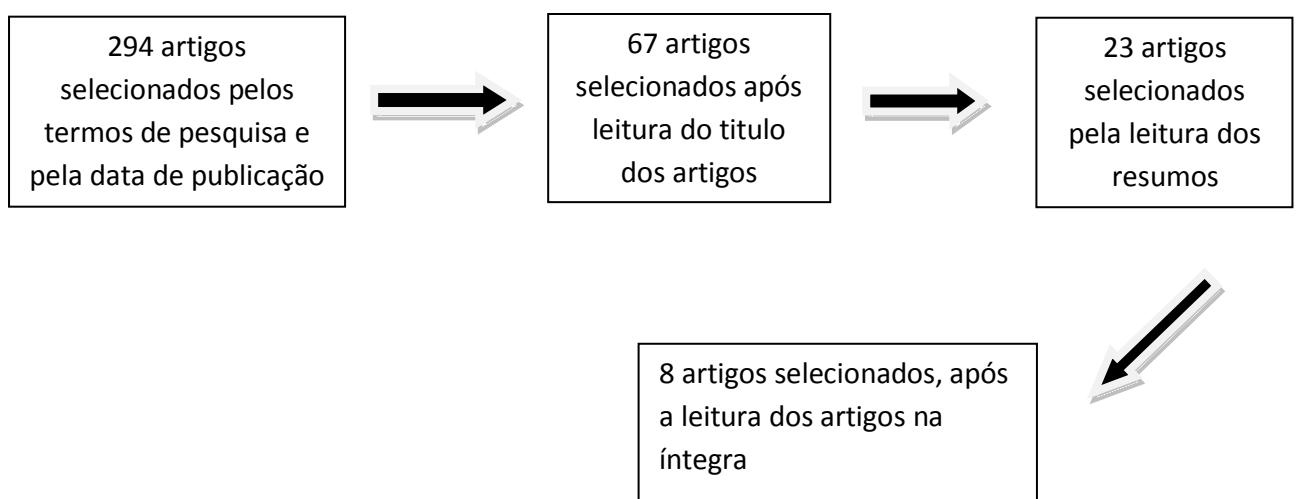 294 artigos
selecionados pelos
termos de pesquisa e
pela data de publicação
67 artigos
selecionados após
leitura do titulo
dos artigos
23 artigos
selecionados
pela leitura dos
resumos
8 artigos selecionados, após
a leitura dos artigos na
íntegra